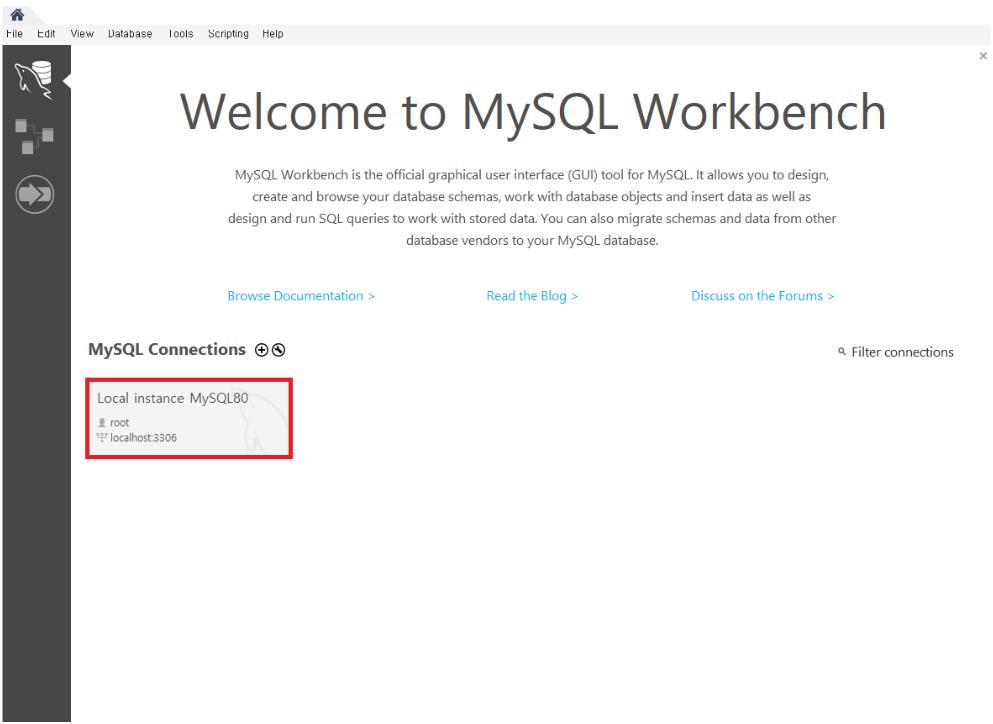 File Edit View Database Tools Scripting Help
Welcome to MySQL Workbench
MySQL Workbench is the official graphical user interface (GUI) tool for MySQL. It allows you to design,
create and browse your database schemas, work with database objects and insert data as well as
design and run SQL queries to work with stored data. You can also migrate schemas and data from other
database vendors to your MySQL database.
Browse Documentation > Read the Blog > Discuss on the Forums >
MySQL Connections Filter connections
Local instance MySQL80
root
localhost:3306